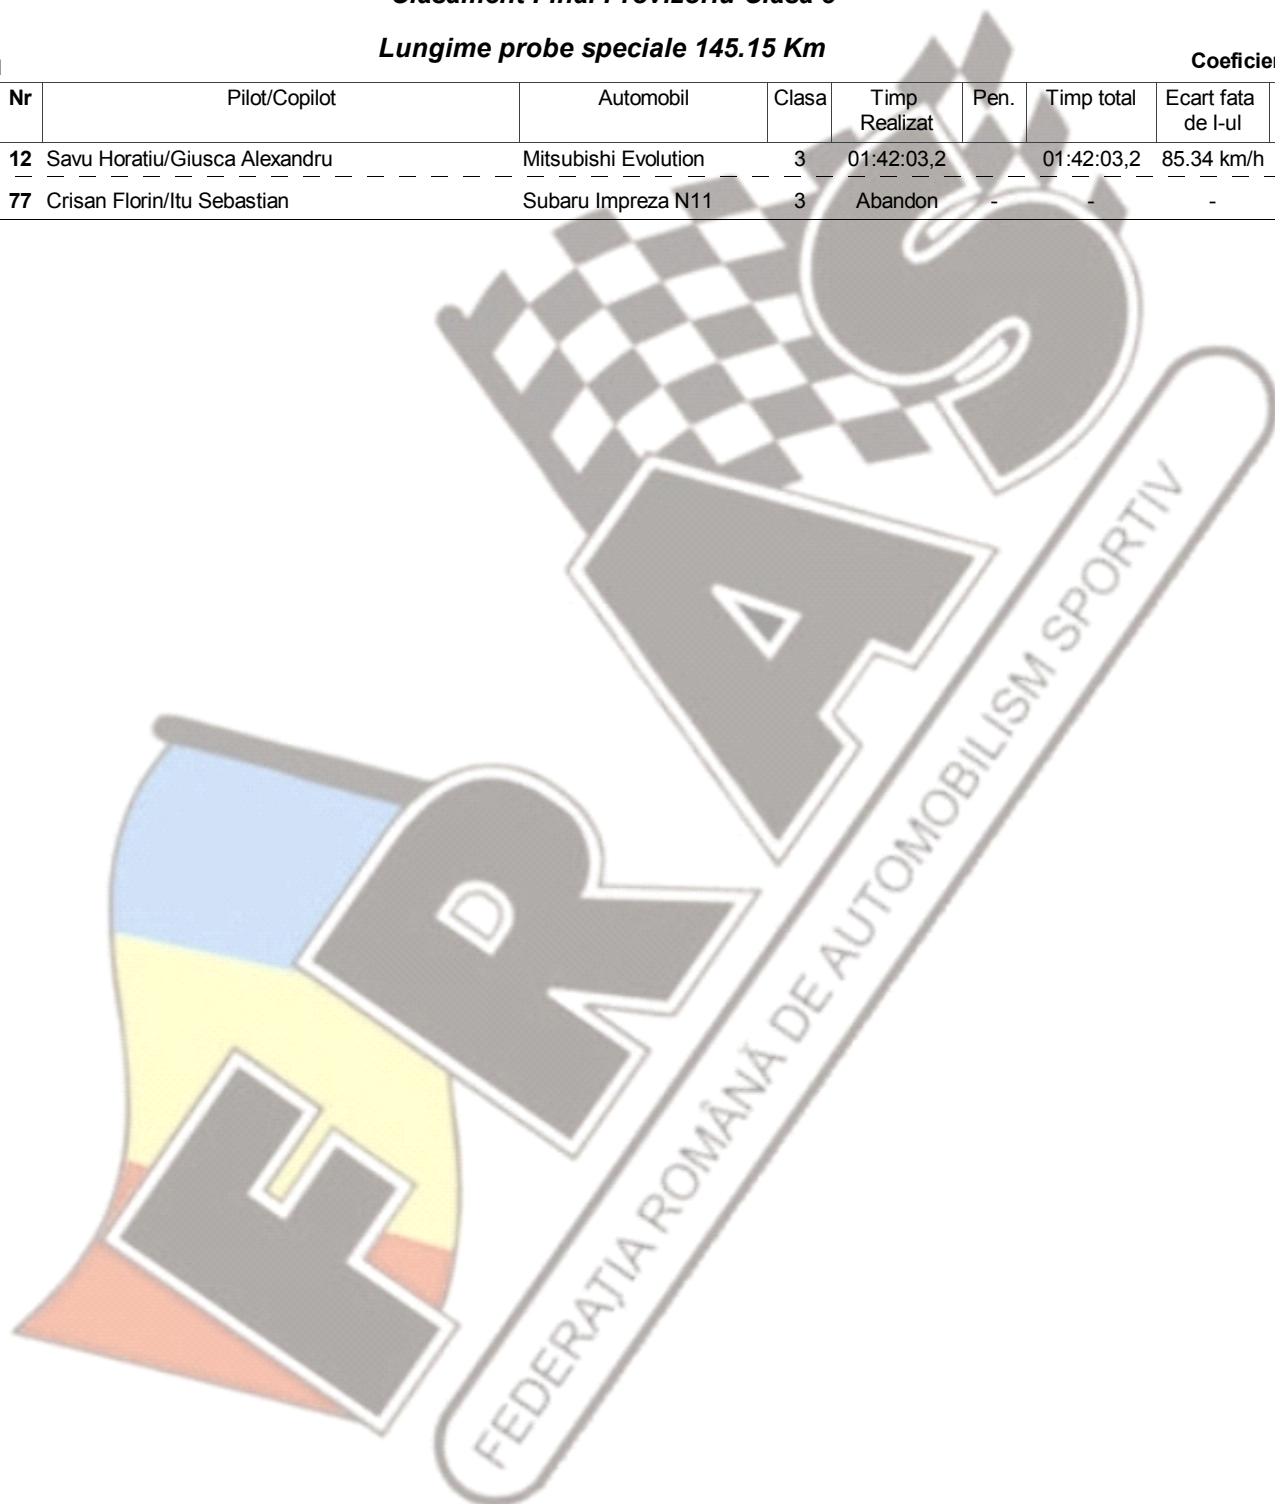 Lungime probe speciale 145.15 Km
Nr Pilot/Copilot Automobil Clasa Timp Realizat Pen. Timp total Ecart fata de l-ul
12 Savu Horatiu/Giusca Alexandru Mitsubishi Evolution 3 01:42:03,2 01:42:03,2 85.34 km/h
77 Crisan Florin/Itu Sebastian Subaru Impreza N11 3 Abandon - - -
FRAS
FEDERAȚIA ROMÂNĂ DE AUTOMOBILISM SPORTIV